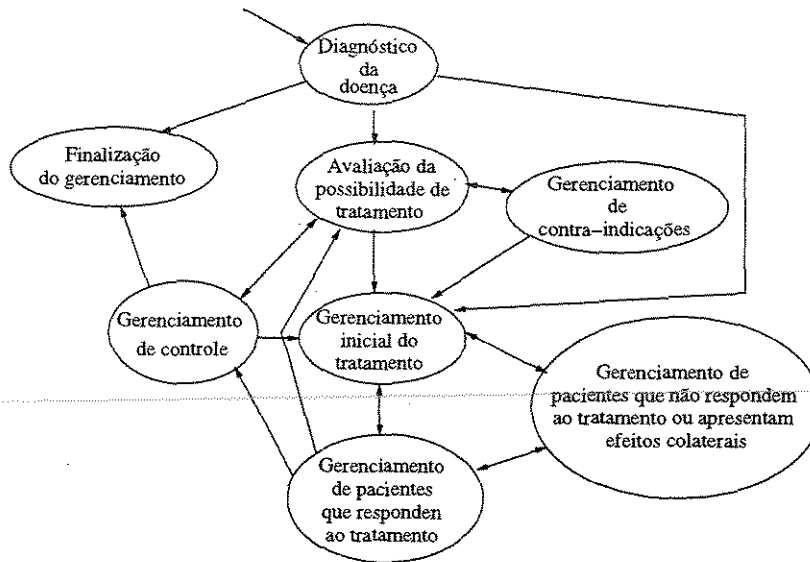 Diagnóstico
da
doença
Finalização
do gerenciamento
Avaliação da
possibilidade de
tratamento
Gerenciamento
de
contra-indicações
Gerenciamento
de controle
Gerenciamento
inicial do
tratamento
Gerenciamento de
pacientes que não respondem
ao tratamento ou apresentam
efeitos colaterais
Gerenciamento
de pacientes
que responden
ao tratamento